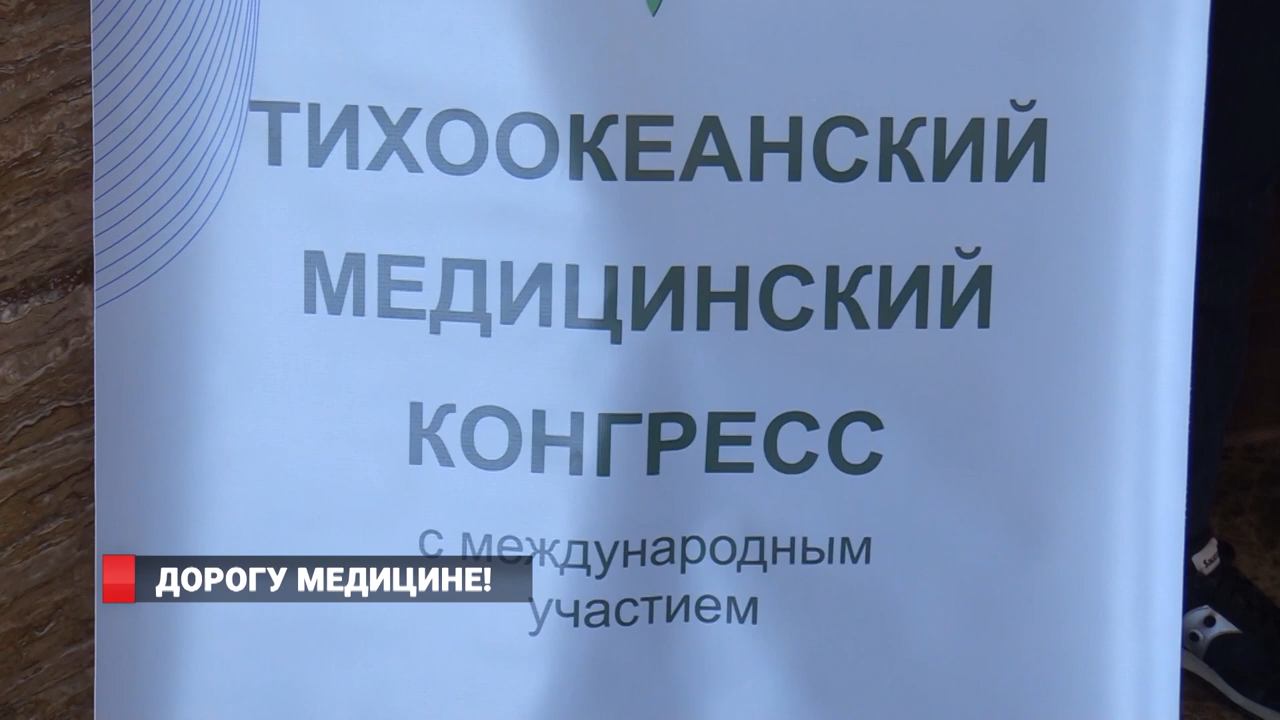 ТИХООКЕАНСКИЙ
МЕДИЦИНСКИЙ
КОНГРЕСС
с международным
участием
ДОРОГУ МЕДИЦИНЕ!